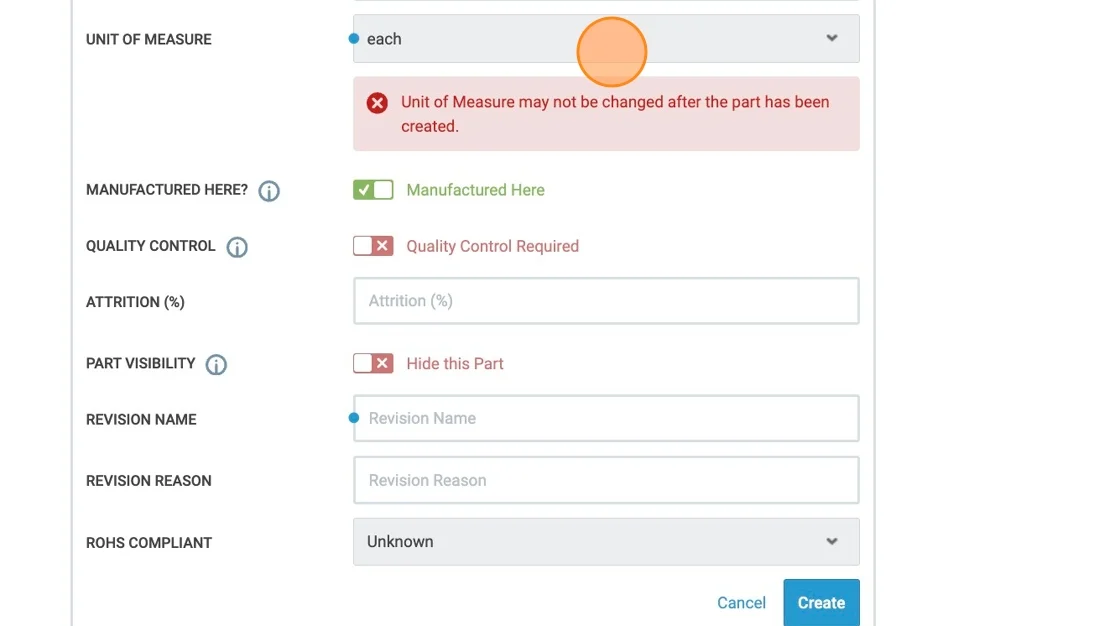 UNIT OF MEASURE
each
Unit of Measure may not be changed after the part has been
created.
MANUFACTURED HERE?
Manufactured Here
QUALITY CONTROL
Quality Control Required
ATTRITION (%)
Attrition (%)
PART VISIBILITY
Hide this Part
REVISION NAME
Revision Name
REVISION REASON
Revision Reason
ROHS COMPLIANT
Unknown
Cancel
Create